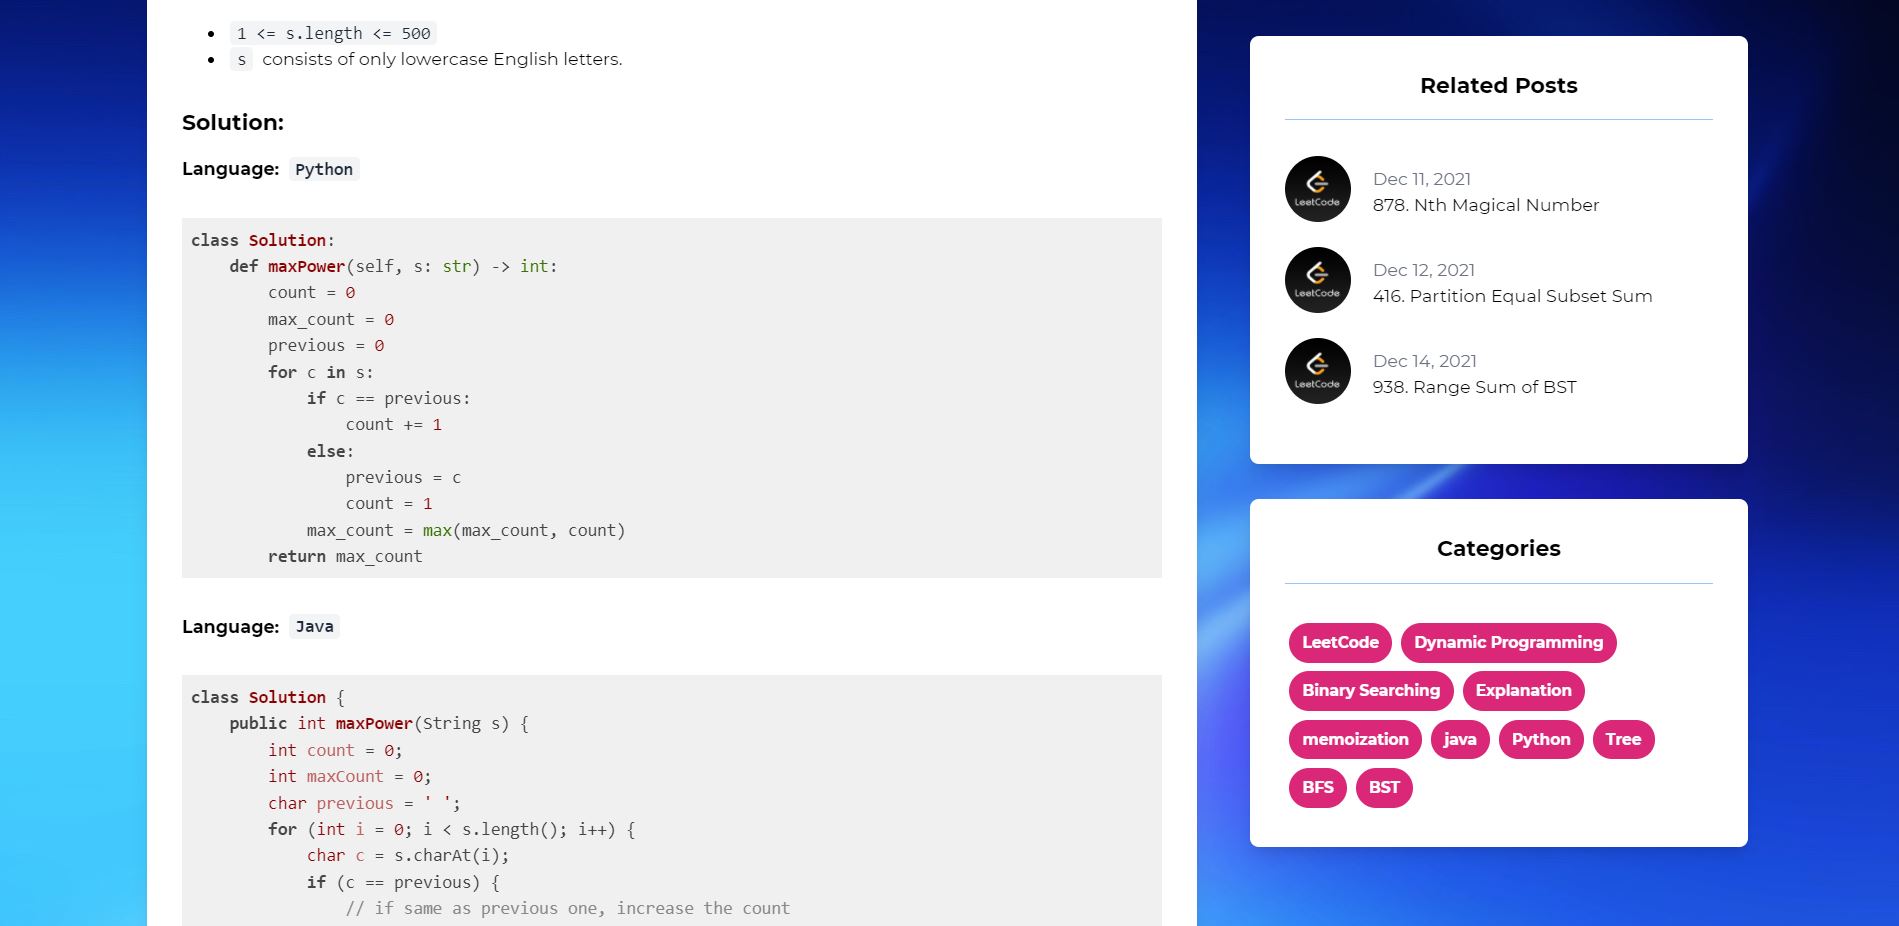 1 <= s.length <= 500
s consists of only lowercase English letters.
Solution:
Language: Python
class Solution:
    def maxPower(self, s: str) -> int:
        count = 0
        max_count = 0
        previous = 0
        for c in s:
            if c == previous:
                count += 1
            else:
                previous = c
                count = 1
            max_count = max(max_count, count)
        return max_count
Language: Java
class Solution {
    public int maxPower(String s) {
        int count = 0;
        int maxCount = 0;
        char previous = ' ';
        for (int i = 0; i < s.length(); i++) {
            char c = s.charAt(i);
            if (c == previous) {
                // if same as previous one, increase the count
Related Posts
LeetCode
Dec 11, 2021
878. Nth Magical Number
LeetCode
Dec 12, 2021
416. Partition Equal Subset Sum
LeetCode
Dec 14, 2021
938. Range Sum of BST
Categories
LeetCode Dynamic Programming
Binary Searching Explanation
memoization java Python Tree
BFS BST